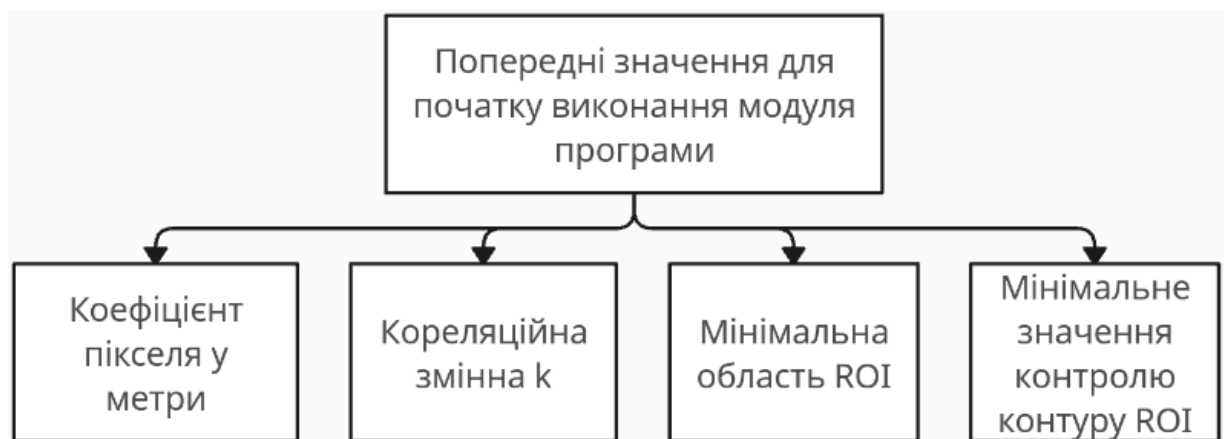 Попередні значення для
початку виконання модуля
програми
Коефіцієнт
пікселя у
метри
Кореляційна
змінна k
Мінімальна
область ROI
Мінімальне
значення
контролю
контуру ROI